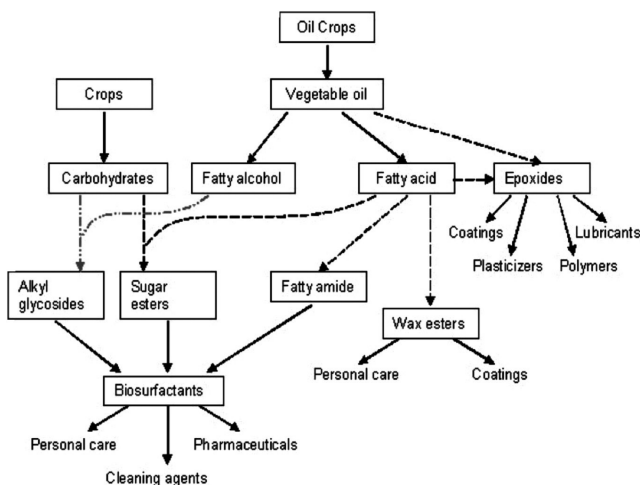 Oil Crops
Crops
Vegetable oil
Carbohydrates
Fatty alcohol
Fatty acid
Epoxides
Coatings
Lubricants
Plasticizers
Polymers
Alkyl
glycosides
Sugar
esters
Fatty amide
Wax esters
Personal care
Coatings
Biosurfactants
Personal care
Pharmaceuticals
Cleaning agents